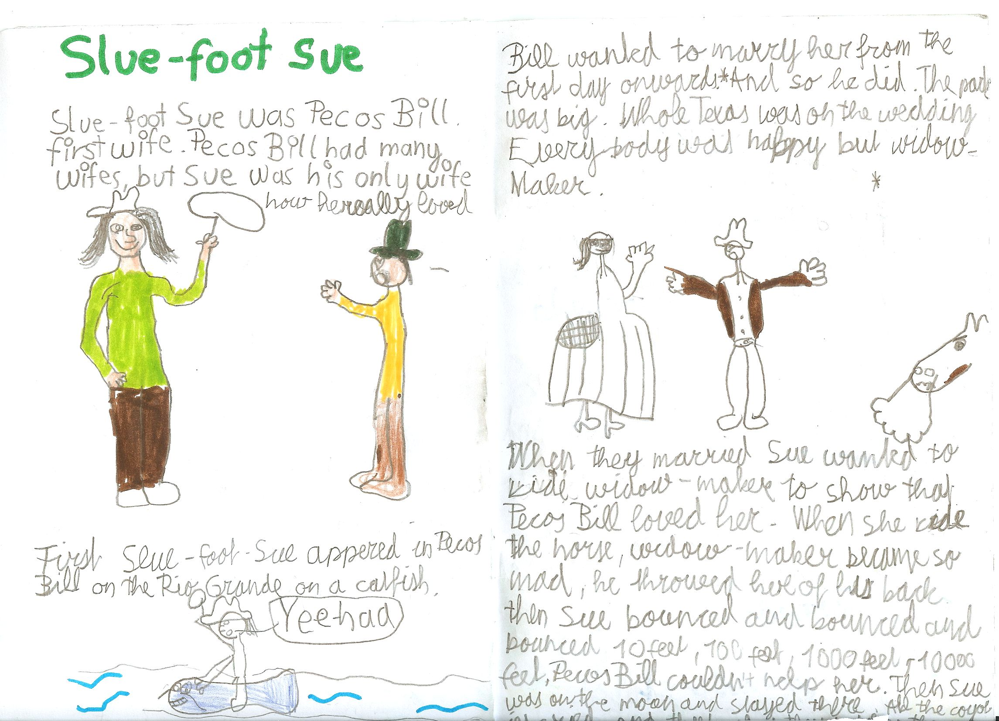 Slue-foot Sue
Slue-foot Sue was Pecos Bill.
first wife. Pecos Bill had many
wifes, but Sue was his only wife
how he really loved
First Slue-foot-Sue appered in Pecos
Bill on the Rio Grande on a catfish.
Yee-haa
Bill wanted to marry her from the
first day onwards.*And so he did. The
was big. Whole Texas was on the wedding
Every body was happy but widow-
Maker.
*
When they married Sue wanted to
ride widow-maker to show that
Pecos Bill loved her. When she ride
the horse, widow-maker became so
mad, he throwed her of his back
then Sue bounced and bounced and
bounced 10 feet, 100 feet, 1000 feet, 10000
feet, Pecos Bill couldn't help her. Then Sue
was on the moon and stayed there. All the